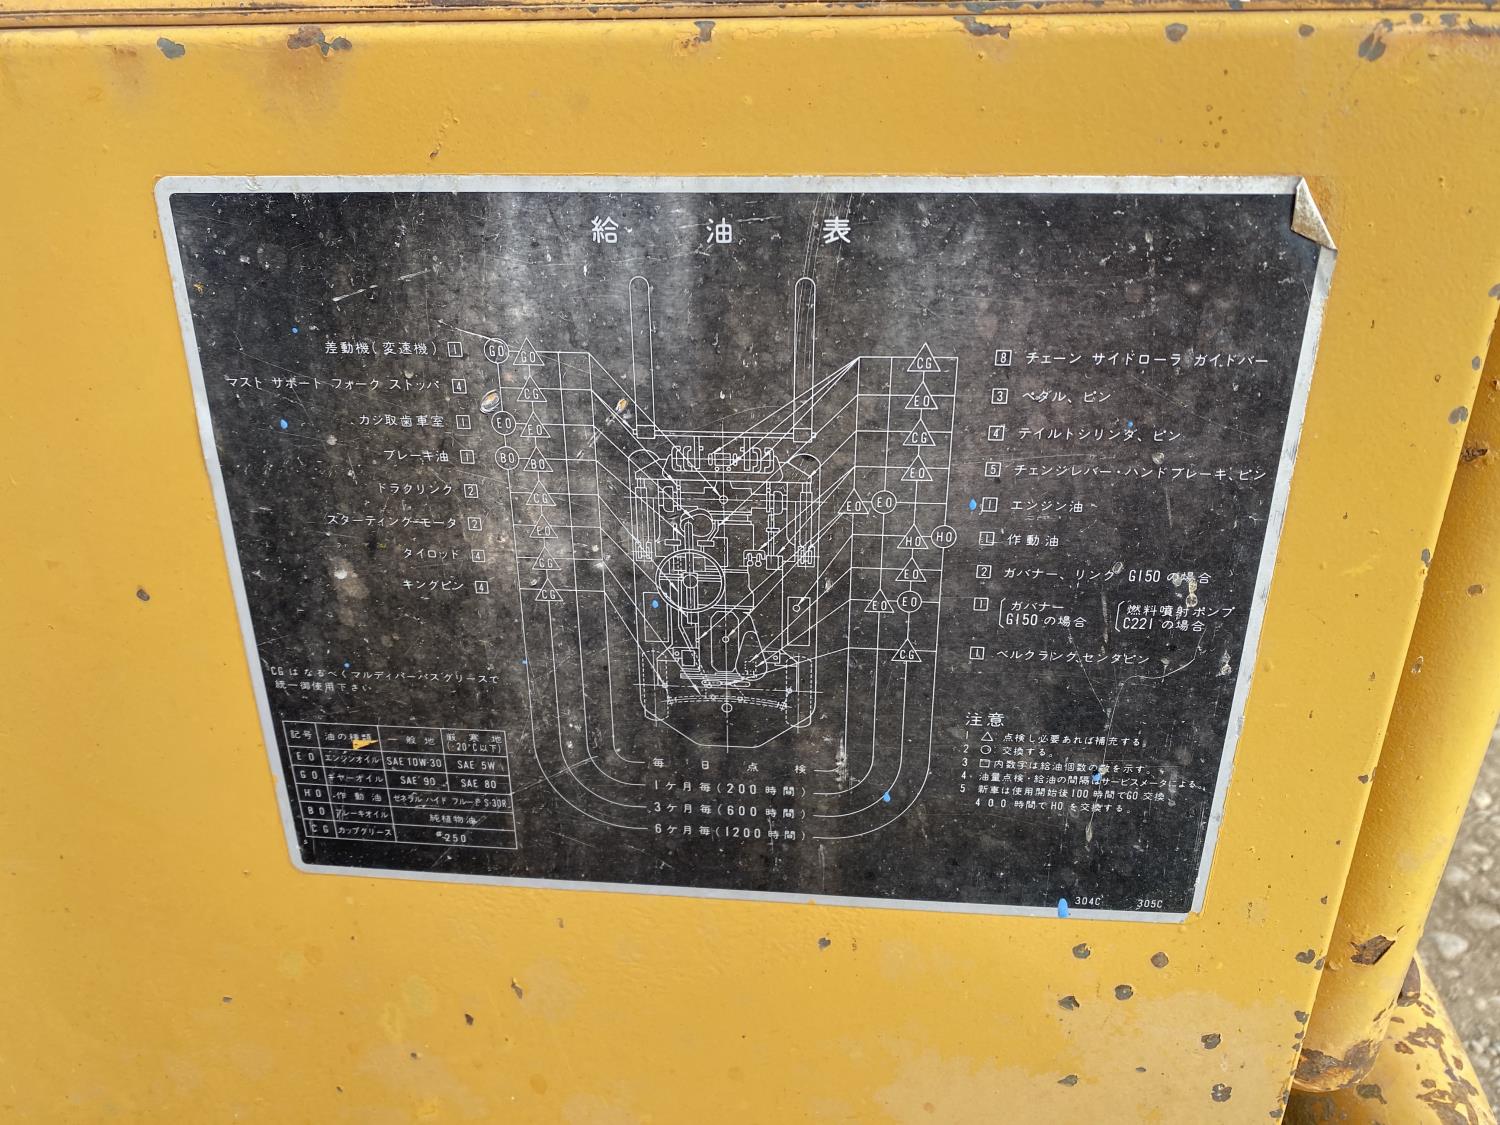 給油表
差動機(変速機) 1 GO GO
マスト サポート フォーク ストッパ 4 CG
カジ取歯車室 1 EO EO
ブレーキ油 1 BO BO
ドラクリンク 2 CG
スターティング・モータ 2 EO
タイロッド 4 CG
キングピン 4 CG
CG 8 チェーン サイドローラ ガイドバー
EO 3 ペダル、ピン
CG 4 テイルトシリンダ、ピン
EO 5 チェンジレバー・ハンドブレーキ、ピン
EO EO 1 エンジン油
HO HO 1 作動油
EO 2 ガバナー、リンク G150の場合
EO EO 1 ガバナー G150の場合 燃料噴射ポンプ C221の場合
CG 1 ベルクランク、センタピン
CGはなるべくマルティパーパスグリースで
統一御使用下さい
記号 油の種類 一般地 厳寒地(-20°C以下)
EO エンジンオイル SAE10W-30 SAE 5W
GO ギヤーオイル SAE 90 SAE 80
HO 作動油 ゼネラルハイドフルード S-30R
BO ブレーキオイル 純植物油
CG カップグリース #250
毎日点検
1ケ月毎(200時間)
3ケ月毎(600時間)
6ケ月毎(1200時間)
注意
1 △ 点検し必要あれば補充する。
2 ○ 交換する。
3 □内数字は給油個数の数を示す。
4. 油量点検・給油の間隔はサービスメータによる。
5 新車は使用開始後100時間でGO交換
400時間でHOを交換する。
304C 305C